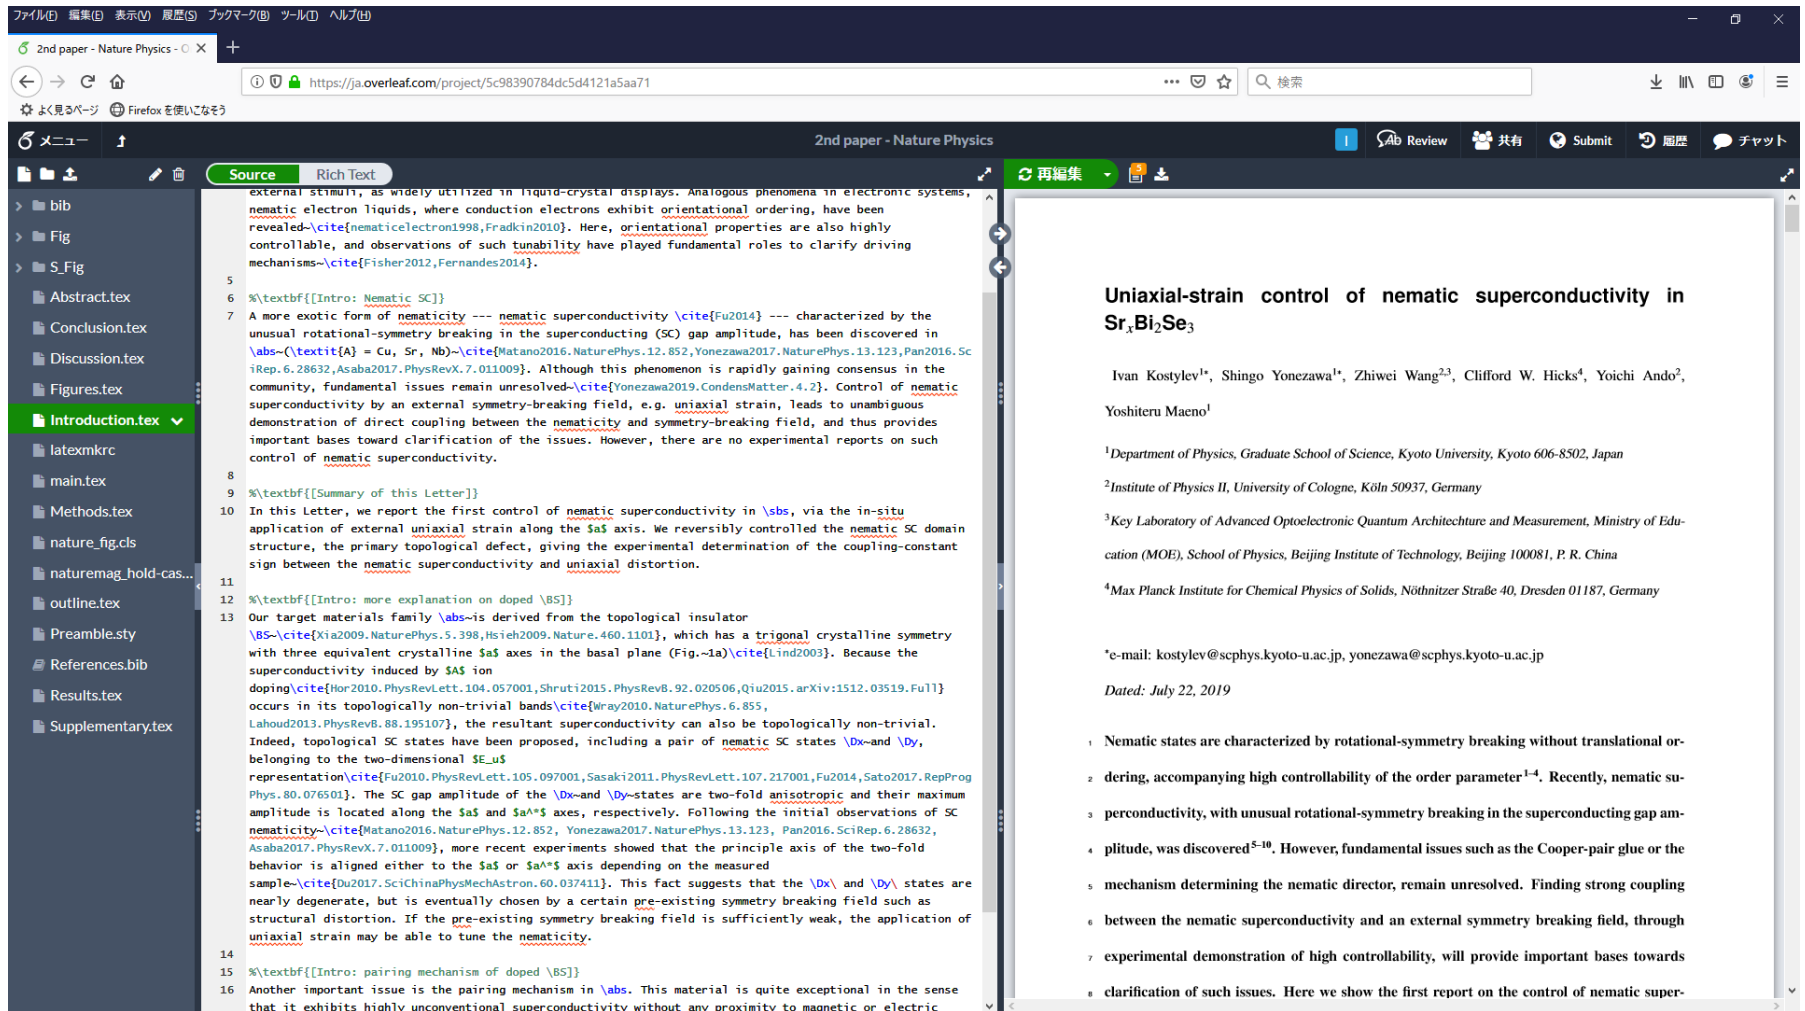 ファイル(F) 編集(E) 表示(V) 履歴(S) ブックマーク(B) ツール(T) ヘルプ(H)
2nd paper - Nature Physics - O
https://ja.overleaf.com/project/5c98390784dc5d4121a5aa71
検索
よく見るページ Firefox を使いこなそう
メニュー
2nd paper - Nature Physics
I
Review
共有
Submit
履歴
チャット
Source Rich Text
再編集
5
bib
Fig
S_Fig
Abstract.tex
Conclusion.tex
Discussion.tex
Figures.tex
Introduction.tex
latexmkrc
main.tex
Methods.tex
nature_fig.cls
naturemag_hold-cas...
outline.tex
Preamble.sty
References.bib
Results.tex
Supplementary.tex
external stimuli, as widely utilized in liquid-crystal displays. Analogous phenomena in electronic systems,
nematic electron liquids, where conduction electrons exhibit orientational ordering, have been
revealed~\cite{nematicelectron1998,Fradkin2010}. Here, orientational properties are also highly
controllable, and observations of such tunability have played fundamental roles to clarify driving
mechanisms~\cite{Fisher2012,Fernandes2014}.
5
6 %\textbf{[Intro: Nematic SC]}
7 A more exotic form of nematicity --- nematic superconductivity \cite{Fu2014} --- characterized by the
unusual rotational-symmetry breaking in the superconducting (SC) gap amplitude, has been discovered in
\abs~(\textit{A} = Cu, Sr, Nb)~\cite{Matano2016.NaturePhys.12.852,Yonezawa2017.NaturePhys.13.123,Pan2016.Sc
iRep.6.28632,Asaba2017.PhysRevX.7.011009}. Although this phenomenon is rapidly gaining consensus in the
community, fundamental issues remain unresolved~\cite{Yonezawa2019.CondensMatter.4.2}. Control of nematic
superconductivity by an external symmetry-breaking field, e.g. uniaxial strain, leads to unambiguous
demonstration of direct coupling between the nematicity and symmetry-breaking field, and thus provides
important bases toward clarification of the issues. However, there are no experimental reports on such
control of nematic superconductivity.
8
9 %\textbf{[Summary of this Letter]}
10 In this Letter, we report the first control of nematic superconductivity in \sbs, via the in-situ
application of external uniaxial strain along the $a$ axis. We reversibly controlled the nematic SC domain
structure, the primary topological defect, giving the experimental determination of the coupling-constant
sign between the nematic superconductivity and uniaxial distortion.
11
12 %\textbf{[Intro: more explanation on doped \BS]}
13 Our target materials family \abs~is derived from the topological insulator
\BS~\cite{Xia2009.NaturePhys.5.398,Hsieh2009.Nature.460.1101}, which has a trigonal crystalline symmetry
with three equivalent crystalline $a$ axes in the basal plane (Fig.~1a)\cite{Lind2003}. Because the
superconductivity induced by $A$ ion
doping\cite{Hor2010.PhysRevLett.104.057001,Shruti2015.PhysRevB.92.020506,Qiu2015.arXiv:1512.03519.Full}
occurs in its topologically non-trivial bands\cite{Wray2010.NaturePhys.6.855,
Lahoud2013.PhysRevB.88.195107}, the resultant superconductivity can also be topologically non-trivial.
Indeed, topological SC states have been proposed, including a pair of nematic SC states \Dx~and \Dy,
belonging to the two-dimensional $E_u$
representation\cite{Fu2010.PhysRevLett.105.097001,Sasaki2011.PhysRevLett.107.217001,Fu2014,Sato2017.RepProg
Phys.80.076501}. The SC gap amplitude of the \Dx~and \Dy~states are two-fold anisotropic and their maximum
amplitude is located along the $a$ and $a^*$ axes, respectively. Following the initial observations of SC
nematicity~\cite{Matano2016.NaturePhys.12.852, Yonezawa2017.NaturePhys.13.123, Pan2016.SciRep.6.28632,
Asaba2017.PhysRevX.7.011009}, more recent experiments showed that the principle axis of the two-fold
behavior is aligned either to the $a$ or $a^*$ axis depending on the measured
sample~\cite{Du2017.SciChinaPhysMechAstron.60.037411}. This fact suggests that the \Dx\ and \Dy\ states are
nearly degenerate, but is eventually chosen by a certain pre-existing symmetry breaking field such as
structural distortion. If the pre-existing symmetry breaking field is sufficiently weak, the application of
uniaxial strain may be able to tune the nematicity.
14
15 %\textbf{[Intro: pairing mechanism of doped \BS]}
16 Another important issue is the pairing mechanism in \abs. This material is quite exceptional in the sense
that it exhibits highly unconventional superconductivity without any proximity to magnetic or electric
Uniaxial-strain control of nematic superconductivity in
SrxBi2Se3
Ivan Kostylev1*, Shingo Yonezawa1*, Zhiwei Wang2,3, Clifford W. Hicks4, Yoichi Ando2,
Yoshiteru Maeno1
1Department of Physics, Graduate School of Science, Kyoto University, Kyoto 606-8502, Japan
2Institute of Physics II, University of Cologne, Köln 50937, Germany
3Key Laboratory of Advanced Optoelectronic Quantum Architechture and Measurement, Ministry of Edu-
cation (MOE), School of Physics, Beijing Institute of Technology, Beijing 100081, P. R. China
4Max Planck Institute for Chemical Physics of Solids, Nöthnitzer Straße 40, Dresden 01187, Germany
*e-mail: kostylev@scphys.kyoto-u.ac.jp, yonezawa@scphys.kyoto-u.ac.jp
Dated: July 22, 2019
1 Nematic states are characterized by rotational-symmetry breaking without translational or-
2 dering, accompanying high controllability of the order parameter1–4. Recently, nematic su-
3 perconductivity, with unusual rotational-symmetry breaking in the superconducting gap am-
4 plitude, was discovered5–10. However, fundamental issues such as the Cooper-pair glue or the
5 mechanism determining the nematic director, remain unresolved. Finding strong coupling
6 between the nematic superconductivity and an external symmetry breaking field, through
7 experimental demonstration of high controllability, will provide important bases towards
8 clarification of such issues. Here we show the first report on the control of nematic super-